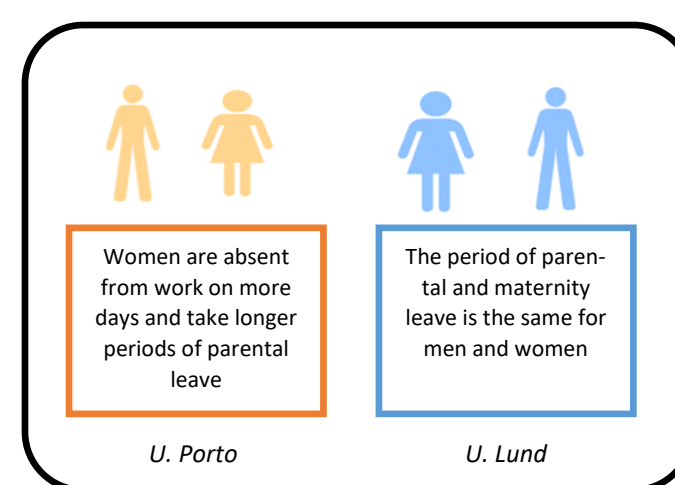 Women are absent
from work on more
days and take longer
periods of parental
leave
The period of paren-
tal and maternity
leave is the same for
men and women
U. Porto
U. Lund